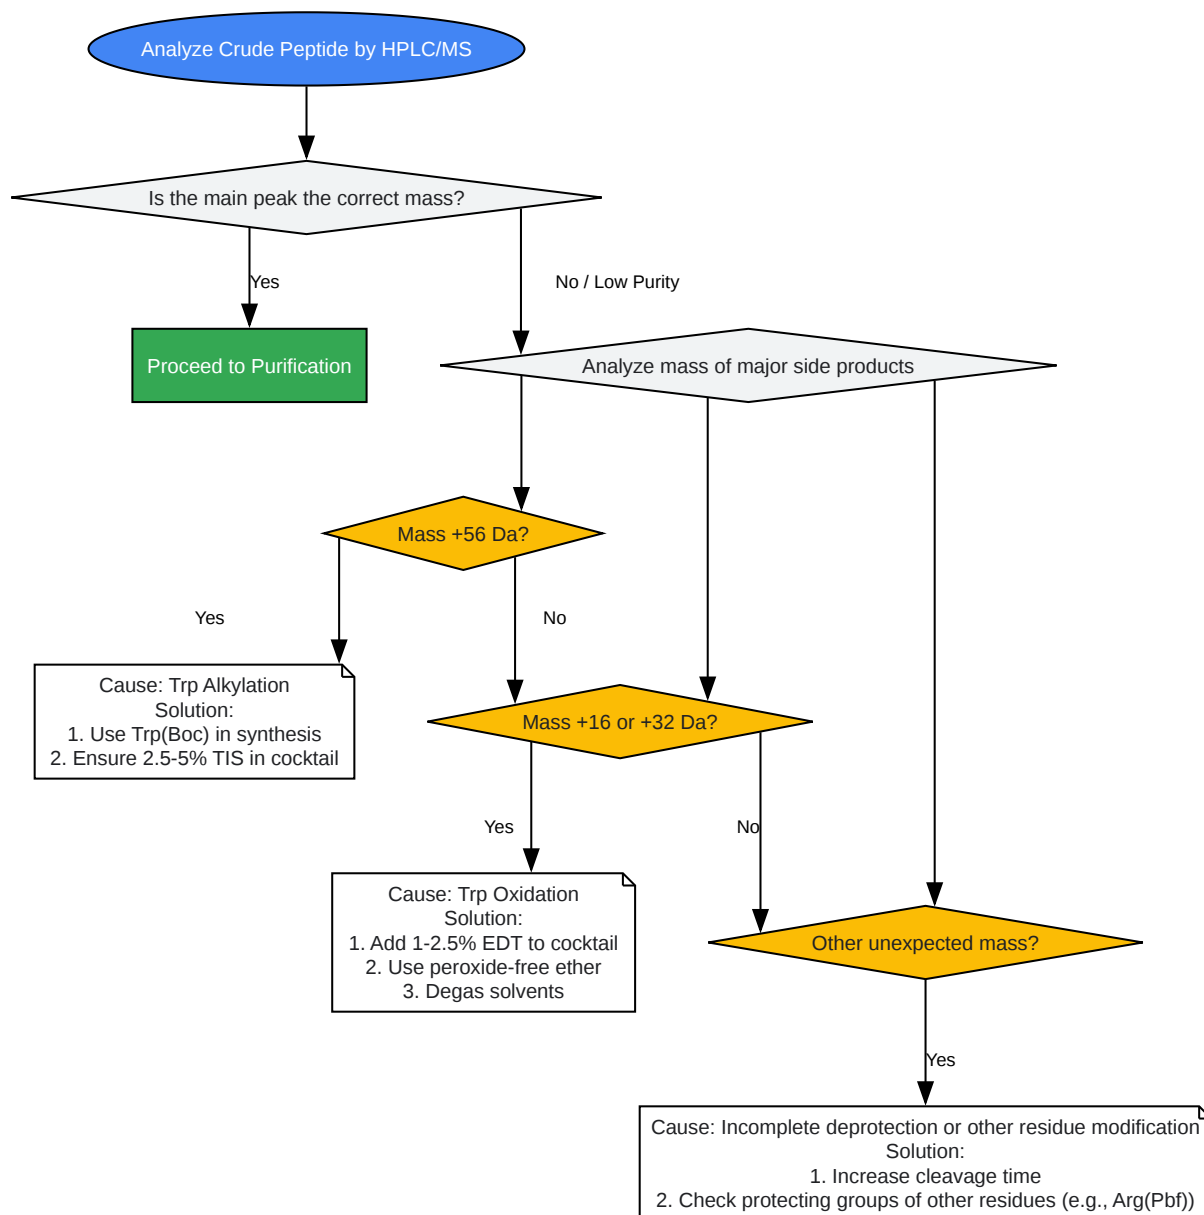 Analyze Crude Peptide by HPLC/MS
Is the main peak the correct mass?
Yes
No / Low Purity
Proceed to Purification
Analyze mass of major side products
Mass +56 Da?
Yes
No
Cause: Trp Alkylation
Solution:
1. Use Trp(Boc) in synthesis
2. Ensure 2.5-5% TIS in cocktail
Mass +16 or +32 Da?
Yes
No
Cause: Trp Oxidation
Solution:
1. Add 1-2.5% EDT to cocktail
2. Use peroxide-free ether
3. Degas solvents
Other unexpected mass?
Yes
Cause: Incomplete deprotection or other residue modification
Solution:
1. Increase cleavage time
2. Check protecting groups of other residues (e.g., Arg(Pbf))